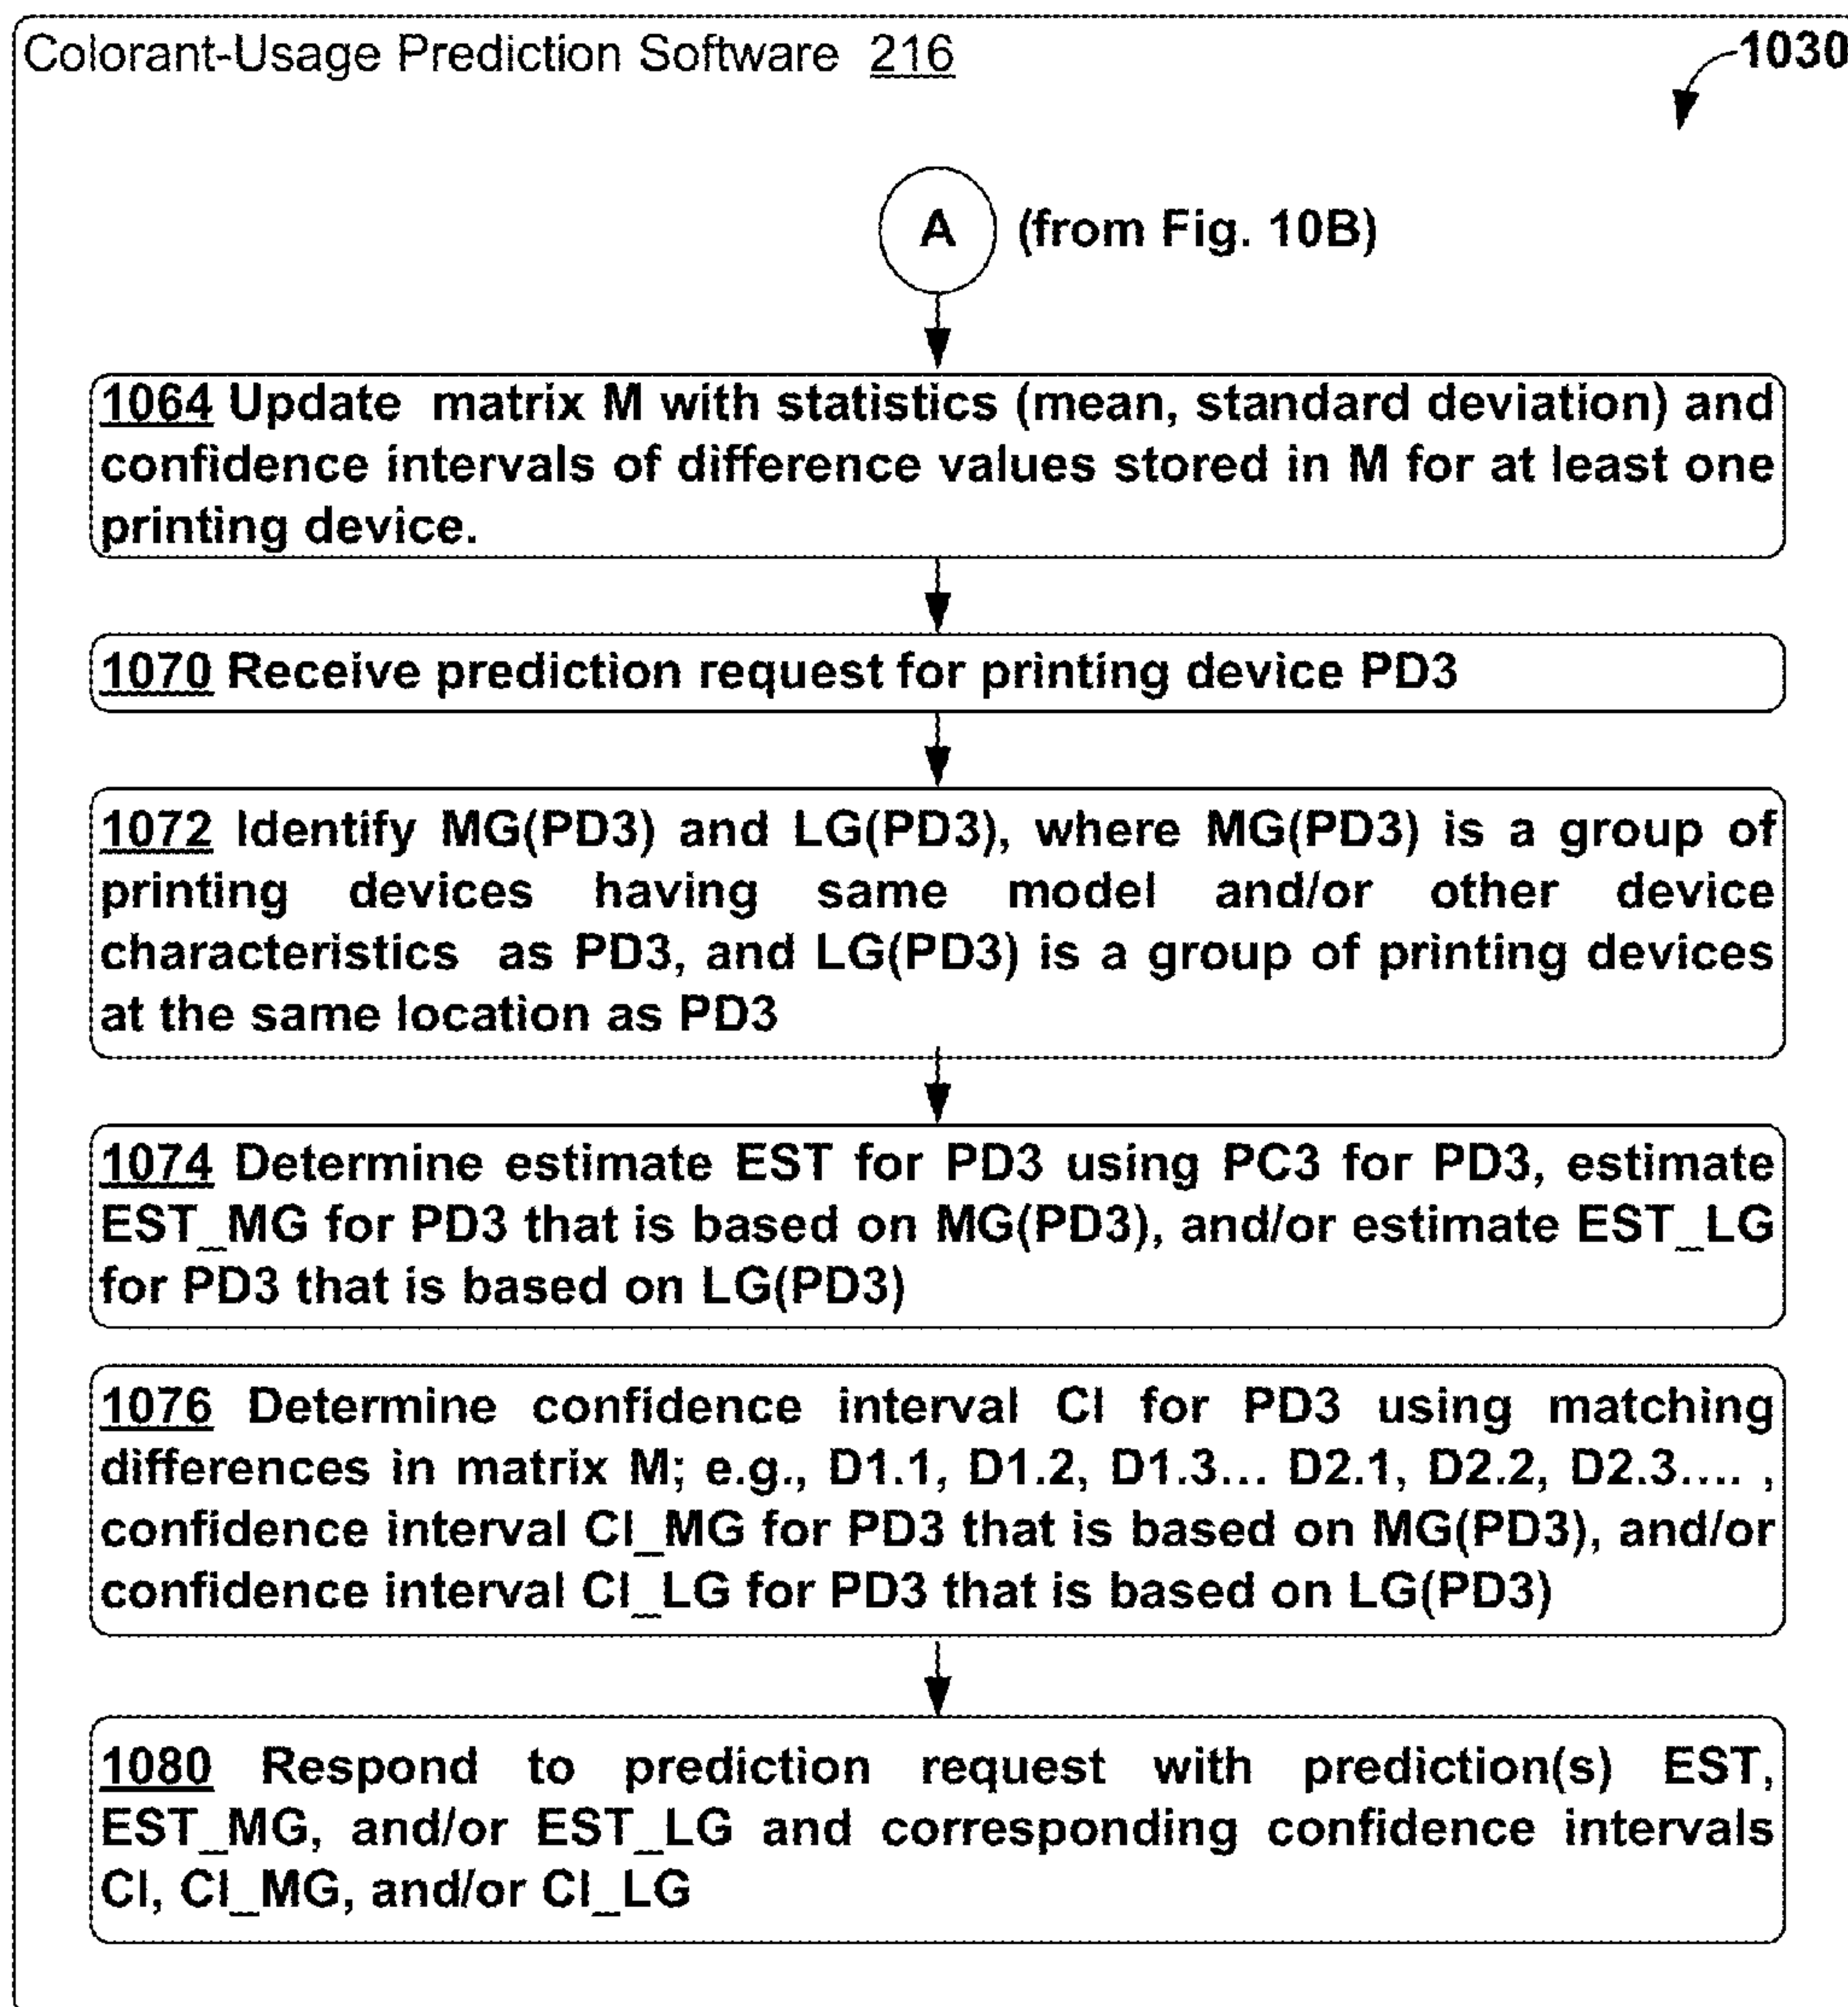 Colorant-Usage Prediction Software 216
1030
A (from Fig. 10B)
1064 Update matrix M with statistics (mean, standard deviation) and
confidence intervals of difference values stored in M for at least one
printing device.
1070 Receive prediction request for printing device PD3
1072 Identify MG(PD3) and LG(PD3), where MG(PD3) is a group of
printing devices having same model and/or other device
characteristics as PD3, and LG(PD3) is a group of printing devices
at the same location as PD3
1074 Determine estimate EST for PD3 using PC3 for PD3, estimate
EST_MG for PD3 that is based on MG(PD3), and/or estimate EST_LG
for PD3 that is based on LG(PD3)
1076 Determine confidence interval CI for PD3 using matching
differences in matrix M; e.g., D1.1, D1.2, D1.3... D2.1, D2.2, D2.3.... ,
confidence interval CI_MG for PD3 that is based on MG(PD3), and/or
confidence interval CI_LG for PD3 that is based on LG(PD3)
1080 Respond to prediction request with prediction(s) EST,
EST_MG, and/or EST_LG and corresponding confidence intervals
CI, CI_MG, and/or CI_LG